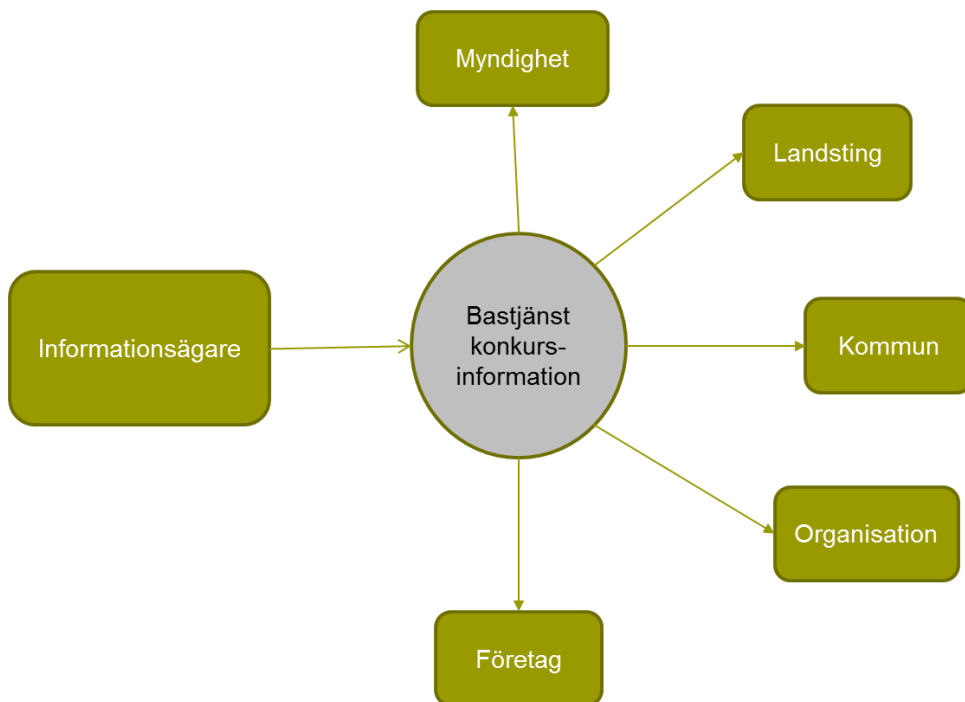 Myndighet
Landsting
Informationsägare
Bastjänst
konkurs-
information
Kommun
Organisation
Företag